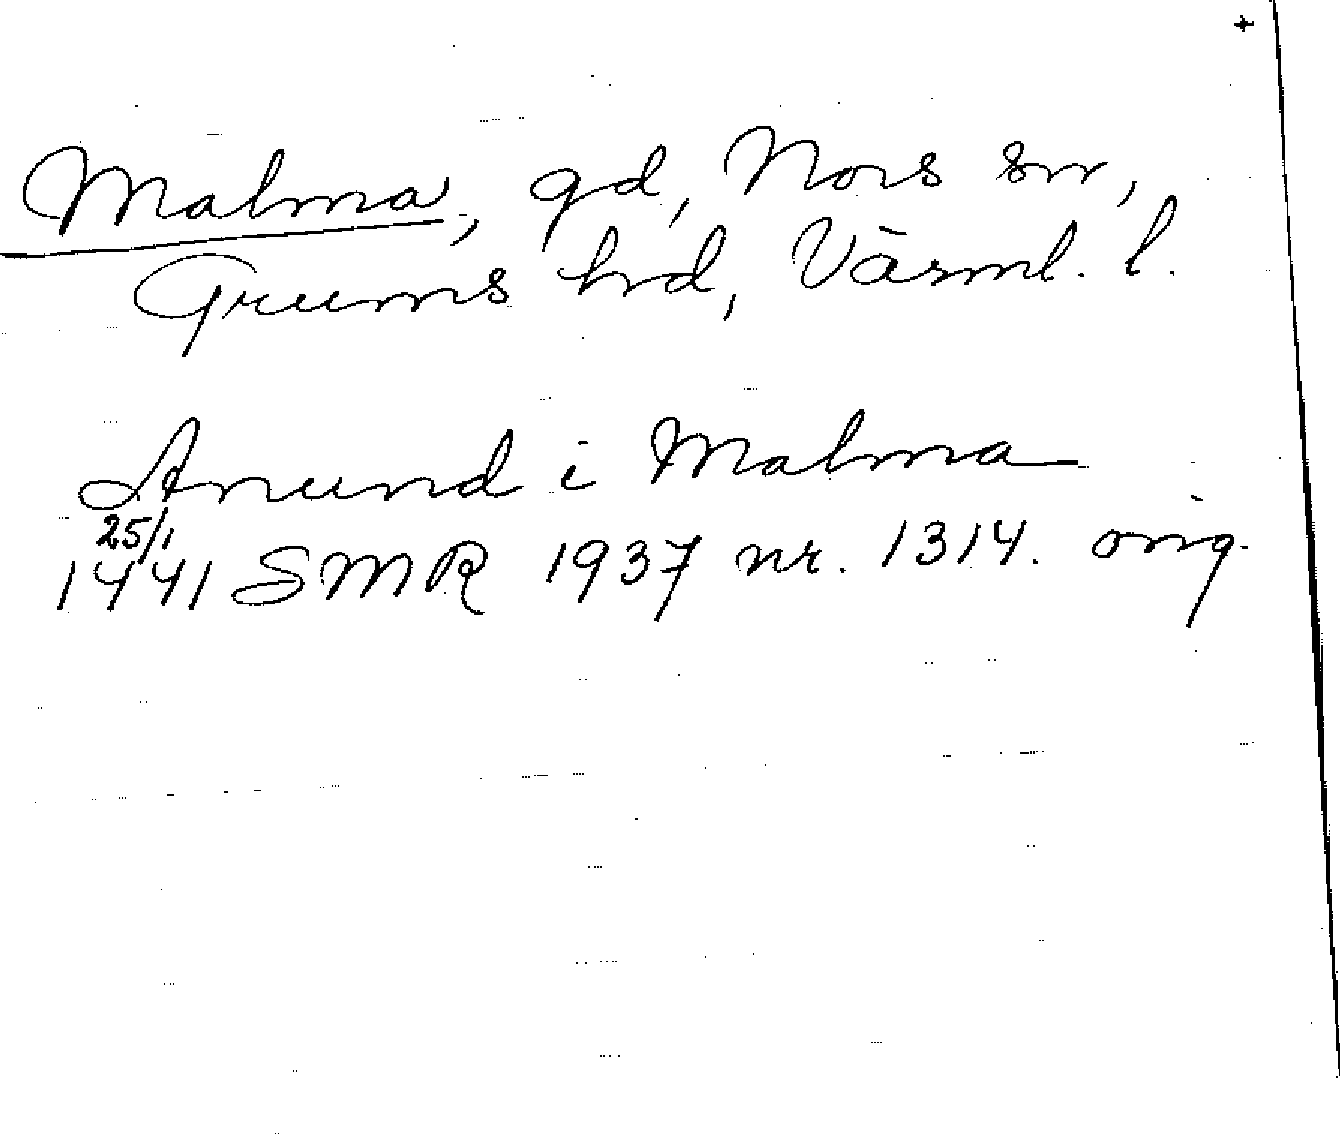 +
Malma, gd, Nors sn,
Grums hd, Värml. l.
Anund i Malma
25/1
1441 SMR 1937 nr. 1314. orig.